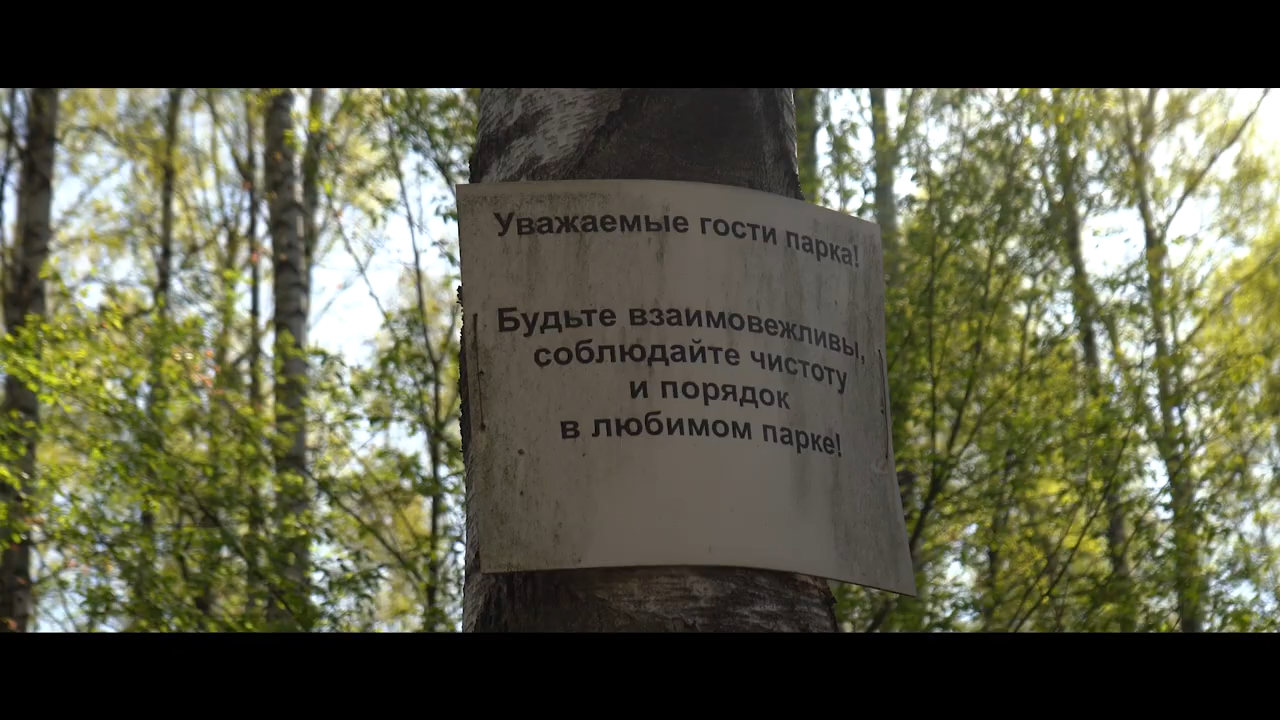 Уважаемые гости парка!
Будьте взаимовежливы,
соблюдайте чистоту
и порядок
в любимом парке!